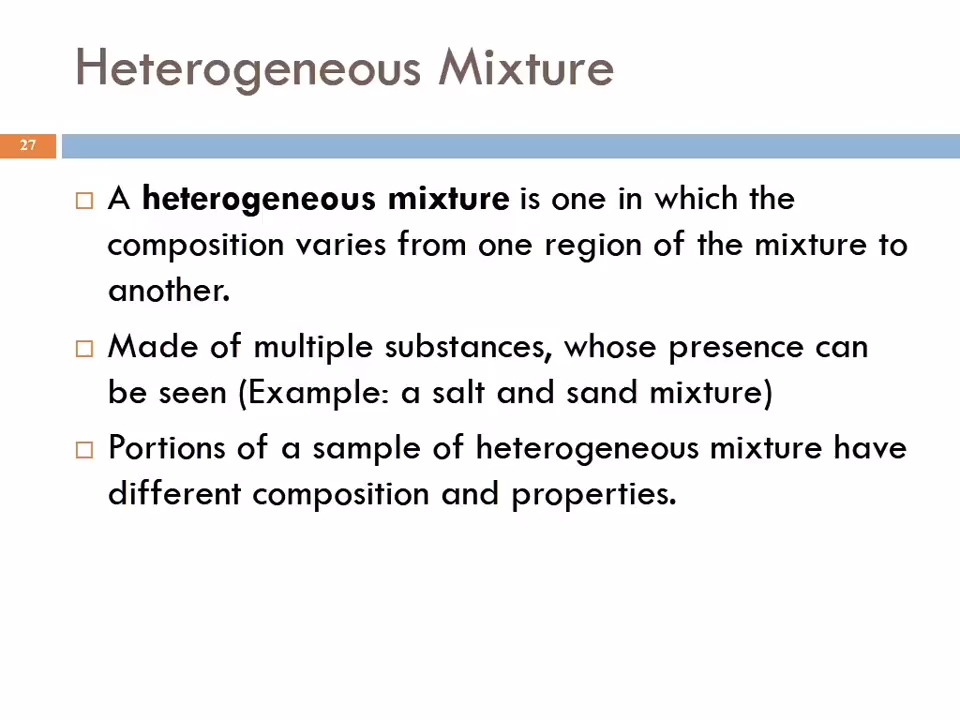 Heterogeneous Mixture
27
A heterogeneous mixture is one in which the
composition varies from one region of the mixture to
another.
Made of multiple substances, whose presence can
be seen (Example: a salt and sand mixture)
Portions of a sample of heterogeneous mixture have
different composition and properties.